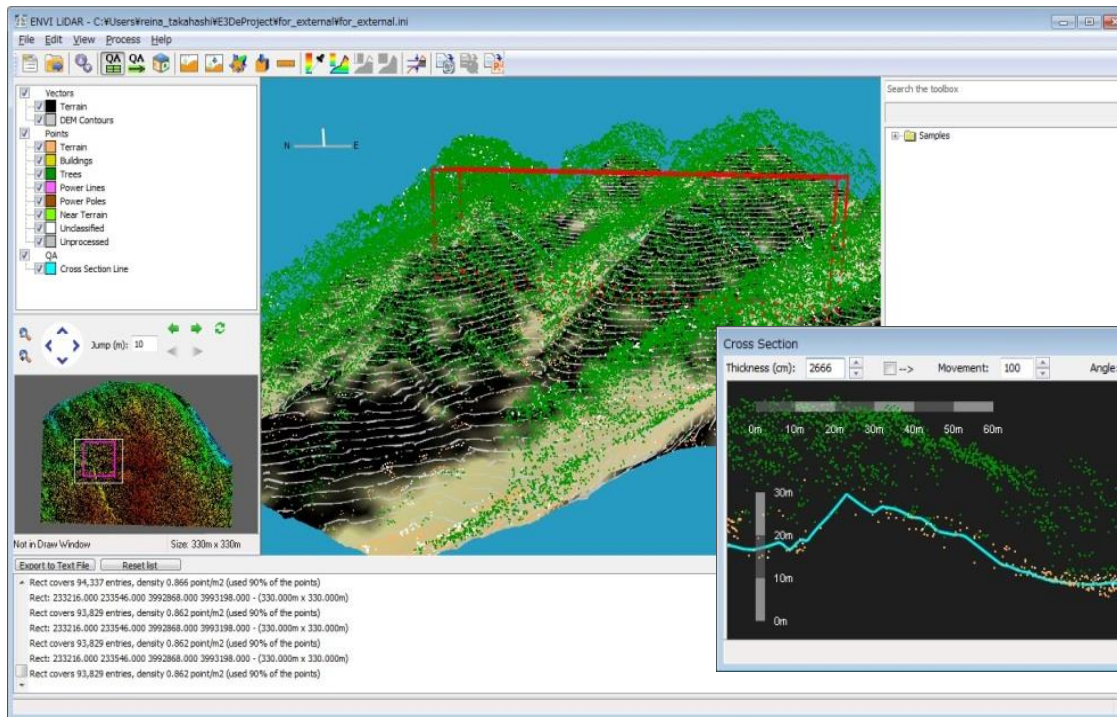 ENVI LiDAR - C:¥Users¥reina_takahashi¥E3DeProject¥for_external¥for_external.ini
File Edit View Process Help
QA QA
Vectors
Terrain
DEM Contours
Points
Terrain
Buildings
Trees
Power Lines
Power Poles
Near Terrain
Unclassified
Unprocessed
QA
Cross Section Line
N E
Search the toolbox
Samples
Jump (m): 10
Not in Draw Window Size: 330m x 330m
Export to Text File Reset list
Rect covers 94,337 entries, density 0.866 point/m2 (used 90% of the points)
Rect: 233216.000 233546.000 3992868.000 3993198.000 - (330.000m x 330.000m)
Rect covers 93,829 entries, density 0.862 point/m2 (used 90% of the points)
Rect: 233216.000 233546.000 3992868.000 3993198.000 - (330.000m x 330.000m)
Rect covers 93,829 entries, density 0.862 point/m2 (used 90% of the points)
Rect: 233216.000 233546.000 3992868.000 3993198.000 - (330.000m x 330.000m)
Rect covers 93,829 entries, density 0.862 point/m2 (used 90% of the points)
Cross Section
Thickness (cm): 2666 --> Movement: 100 Angle:
0m 10m 20m 30m 40m 50m 60m
30m
20m
10m
0m